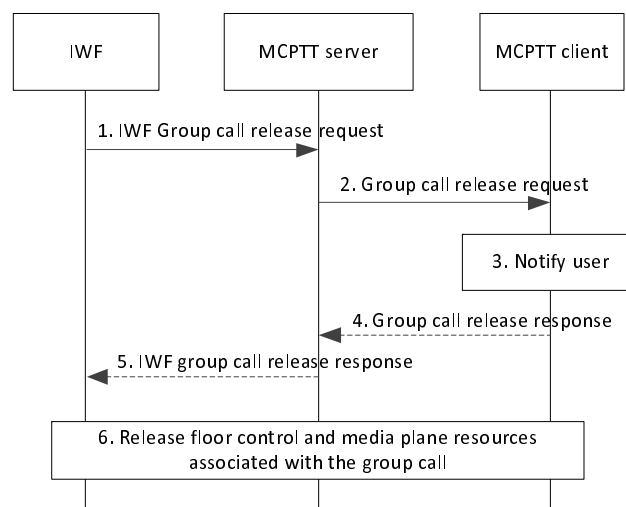 IWF
MCPTT server
MCPTT client
1. IWF Group call release request
2. Group call release request
3. Notify user
4. Group call release response
5. IWF group call release response
6. Release floor control and media plane resources
associated with the group call